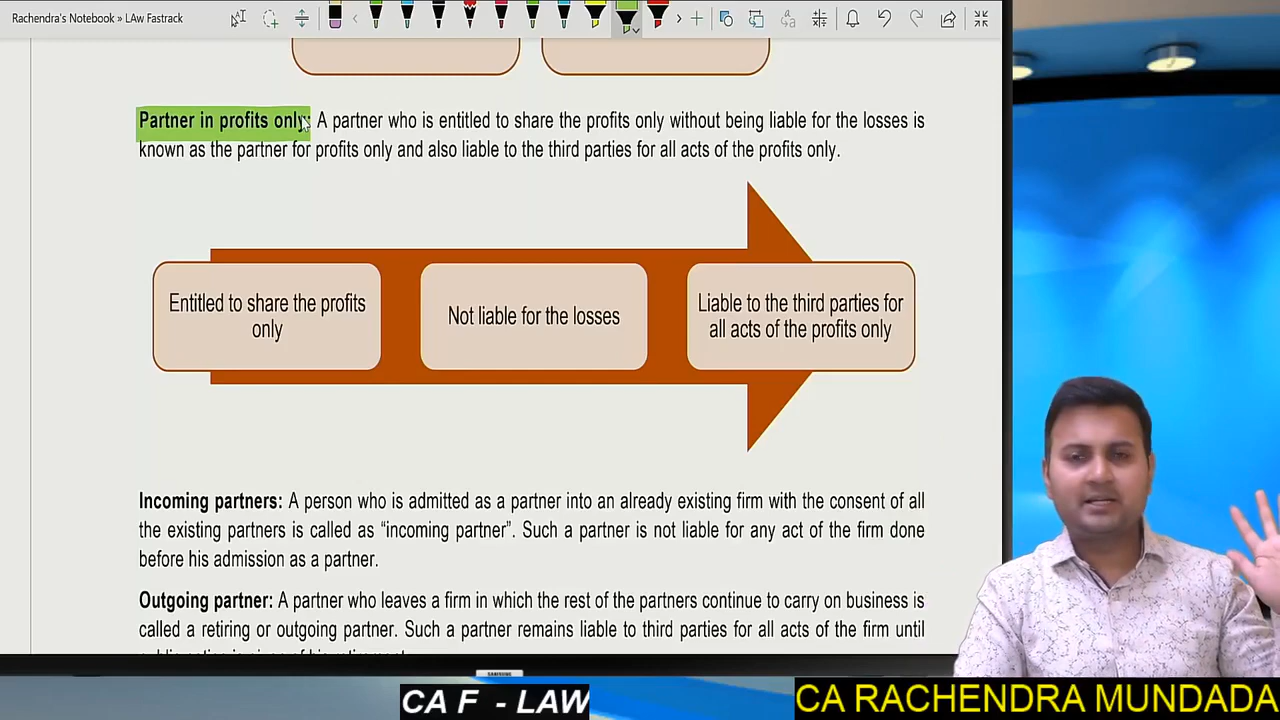 Rachendra's Notebook » LAw Fastrack
Partner in profits only: A partner who is entitled to share the profits only without being liable for the losses is
known as the partner for profits only and also liable to the third parties for all acts of the profits only.
Entitled to share the profits
only
Not liable for the losses
Liable to the third parties for
all acts of the profits only
Incoming partners: A person who is admitted as a partner into an already existing firm with the consent of all
the existing partners is called as “incoming partner”. Such a partner is not liable for any act of the firm done
before his admission as a partner.
Outgoing partner: A partner who leaves a firm in which the rest of the partners continue to carry on business is
called a retiring or outgoing partner. Such a partner remains liable to third parties for all acts of the firm until
SAMSUNG
CA F - LAW
CA RACHENDRA MUNDADA